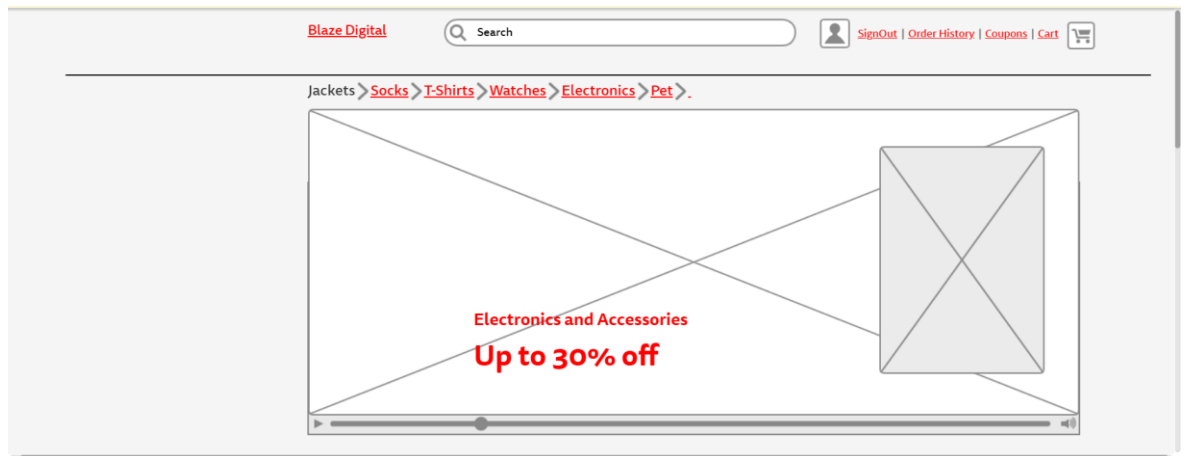 Blaze Digital
Search
SignOut | Order History | Coupons | Cart
Jackets Socks T-Shirts Watches Electronics Pet
Electronics and Accessories
Up to 30% off